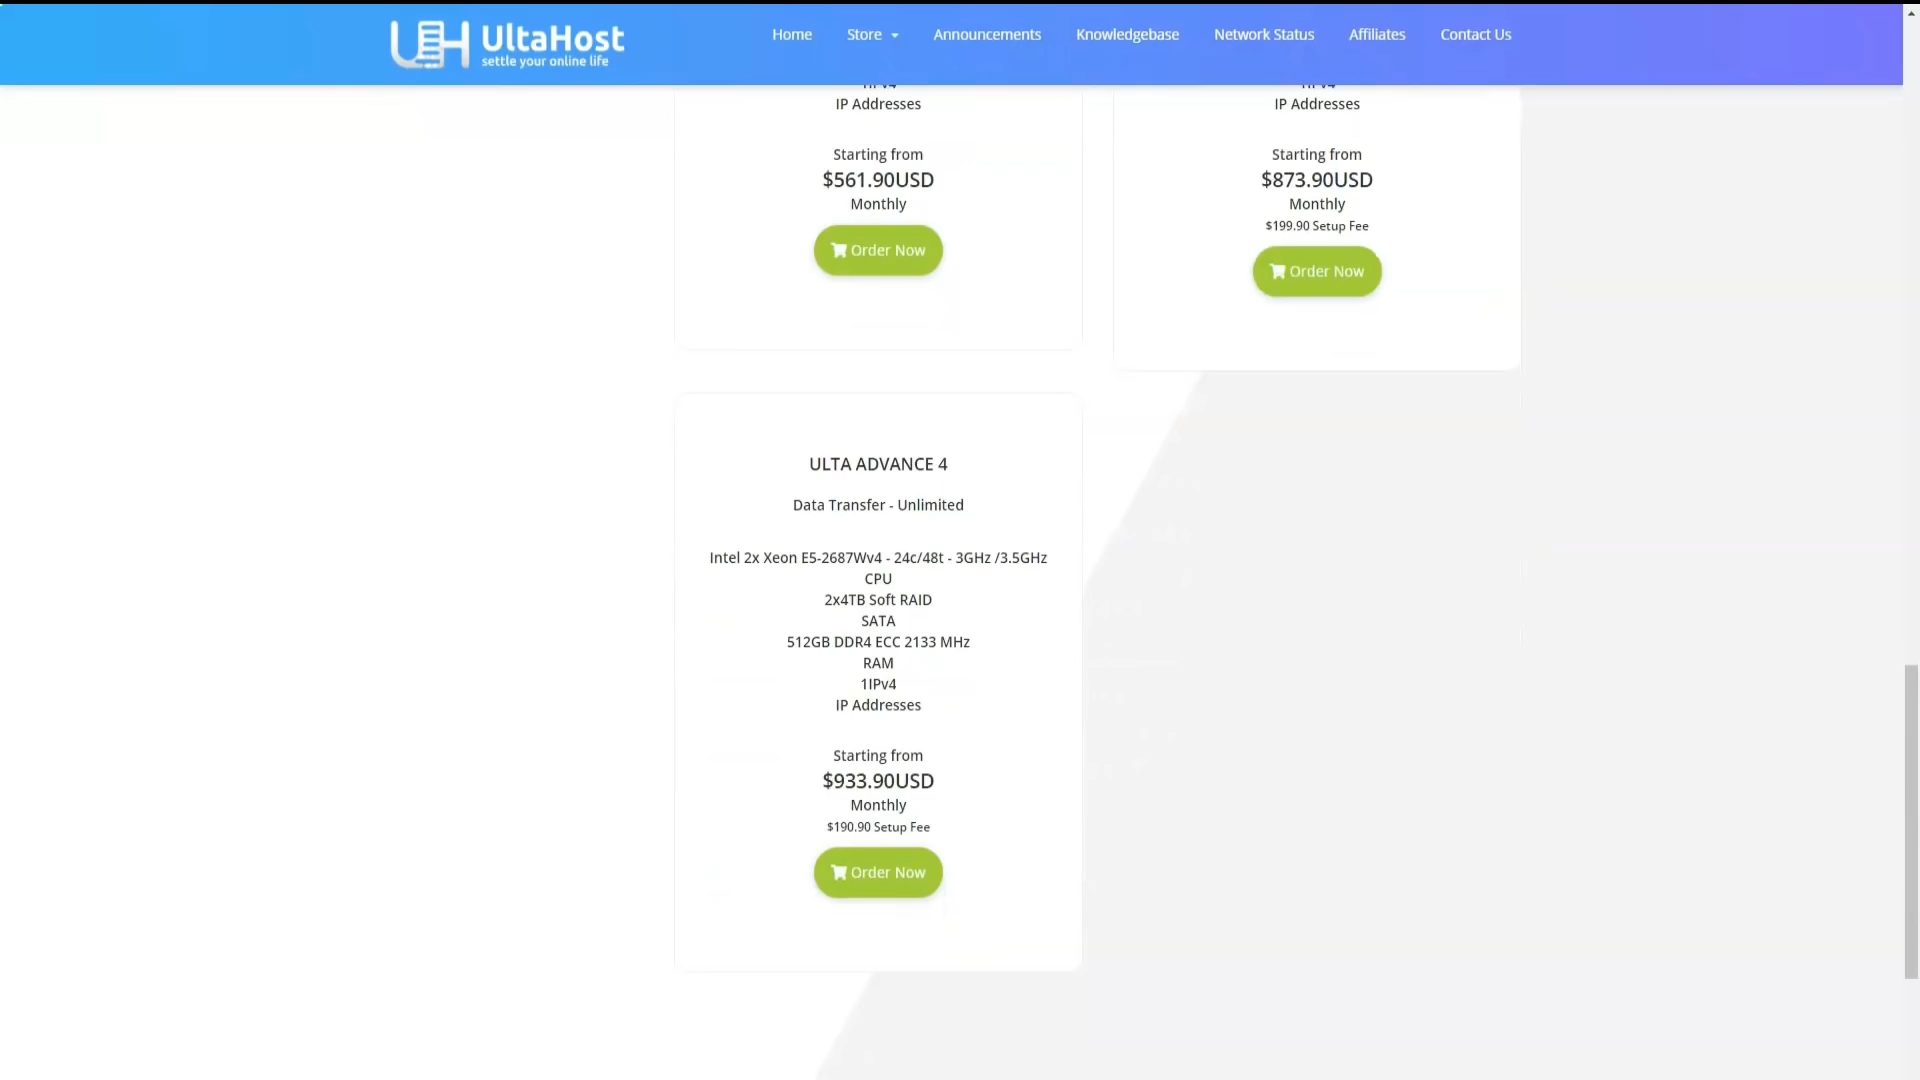 UltaHost
settle your online life
Home
Store
Announcements
Knowledgebase
Network Status
Affiliates
Contact Us
IP Addresses
Starting from
$561.90USD
Monthly
Order Now
IP Addresses
Starting from
$873.90USD
Monthly
$199.90 Setup Fee
Order Now
ULTA ADVANCE 4
Data Transfer - Unlimited
Intel 2x Xeon E5-2687Wv4 - 24c/48t - 3GHz /3.5GHz
CPU
2x4TB Soft RAID
SATA
512GB DDR4 ECC 2133 MHz
RAM
1IPv4
IP Addresses
Starting from
$933.90USD
Monthly
$190.90 Setup Fee
Order Now